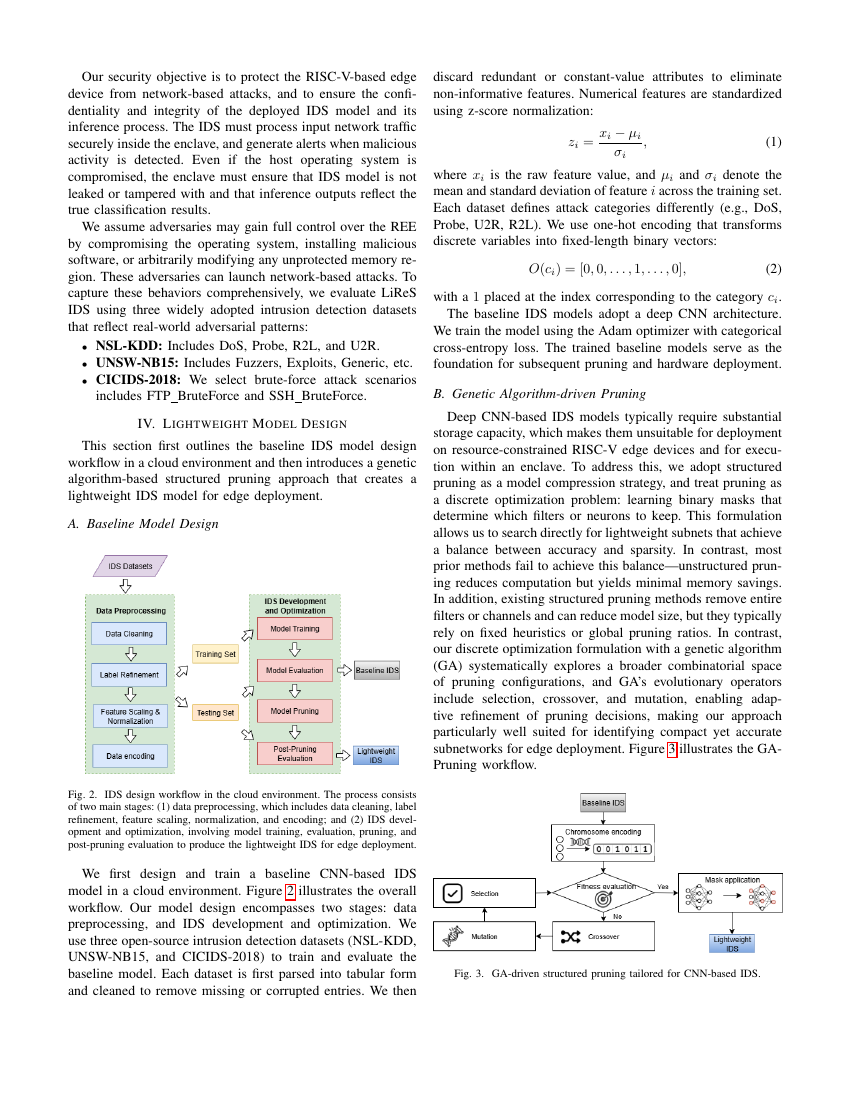 Our security objective is to protect the RISC-V-based edge
device from network-based attacks, and to ensure the confi-
dentiality and integrity of the deployed IDS model and its
inference process. The IDS must process input network traffic
securely inside the enclave, and generate alerts when malicious
activity is detected. Even if the host operating system is
compromised, the enclave must ensure that IDS model is not
leaked or tampered with and that inference outputs reflect the
true classification results.
We assume adversaries may gain full control over the REE
by compromising the operating system, installing malicious
software, or arbitrarily modifying any unprotected memory re-
gion. These adversaries can launch network-based attacks. To
capture these behaviors comprehensively, we evaluate LiReS
IDS using three widely adopted intrusion detection datasets
that reflect real-world adversarial patterns:
• NSL-KDD: Includes DoS, Probe, R2L, and U2R.
• UNSW-NB15: Includes Fuzzers, Exploits, Generic, etc.
• CICIDS-2018: We select brute-force attack scenarios
includes FTP_BruteForce and SSH_BruteForce.
IV. LIGHTWEIGHT MODEL DESIGN
This section first outlines the baseline IDS model design
workflow in a cloud environment and then introduces a genetic
algorithm-based structured pruning approach that creates a
lightweight IDS model for edge deployment.
A. Baseline Model Design
IDS Datasets
Data Preprocessing
Data Cleaning
Label Refinement
Feature Scaling &
Normalization
Data encoding
Training Set
Testing Set
IDS Development
and Optimization
Model Training
Model Evaluation
Model Pruning
Post-Pruning
Evaluation
Baseline IDS
Lightweight
IDS
Fig. 2. IDS design workflow in the cloud environment. The process consists
of two main stages: (1) data preprocessing, which includes data cleaning, label
refinement, feature scaling, normalization, and encoding; and (2) IDS devel-
opment and optimization, involving model training, evaluation, pruning, and
post-pruning evaluation to produce the lightweight IDS for edge deployment.
We first design and train a baseline CNN-based IDS
model in a cloud environment. Figure 2 illustrates the overall
workflow. Our model design encompasses two stages: data
preprocessing, and IDS development and optimization. We
use three open-source intrusion detection datasets (NSL-KDD,
UNSW-NB15, and CICIDS-2018) to train and evaluate the
baseline model. Each dataset is first parsed into tabular form
and cleaned to remove missing or corrupted entries. We then
discard redundant or constant-value attributes to eliminate
non-informative features. Numerical features are standardized
using z-score normalization:
z_i = (x_i − μ_i) / σ_i, (1)
where x_i is the raw feature value, and μ_i and σ_i denote the
mean and standard deviation of feature i across the training set.
Each dataset defines attack categories differently (e.g., DoS,
Probe, U2R, R2L). We use one-hot encoding that transforms
discrete variables into fixed-length binary vectors:
O(c_i) = [0, 0, . . . , 1, . . . , 0], (2)
with a 1 placed at the index corresponding to the category c_i.
The baseline IDS models adopt a deep CNN architecture.
We train the model using the Adam optimizer with categorical
cross-entropy loss. The trained baseline models serve as the
foundation for subsequent pruning and hardware deployment.
B. Genetic Algorithm-driven Pruning
Deep CNN-based IDS models typically require substantial
storage capacity, which makes them unsuitable for deployment
on resource-constrained RISC-V edge devices and for execu-
tion within an enclave. To address this, we adopt structured
pruning as a model compression strategy, and treat pruning as
a discrete optimization problem: learning binary masks that
determine which filters or neurons to keep. This formulation
allows us to search directly for lightweight subnets that achieve
a balance between accuracy and sparsity. In contrast, most
prior methods fail to achieve this balance—unstructured prun-
ing reduces computation but yields minimal memory savings.
In addition, existing structured pruning methods remove entire
filters or channels and can reduce model size, but they typically
rely on fixed heuristics or global pruning ratios. In contrast,
our discrete optimization formulation with a genetic algorithm
(GA) systematically explores a broader combinatorial space
of pruning configurations, and GA's evolutionary operators
include selection, crossover, and mutation, enabling adap-
tive refinement of pruning decisions, making our approach
particularly well suited for identifying compact yet accurate
subnetworks for edge deployment. Figure 3 illustrates the GA-
Pruning workflow.
Baseline IDS
Chromosome encoding
0 0 1 0 1 1
Selection
Fitness evaluation
Yes
Mask application
No
Mutation
Crossover
Lightweight
IDS
Fig. 3. GA-driven structured pruning tailored for CNN-based IDS.